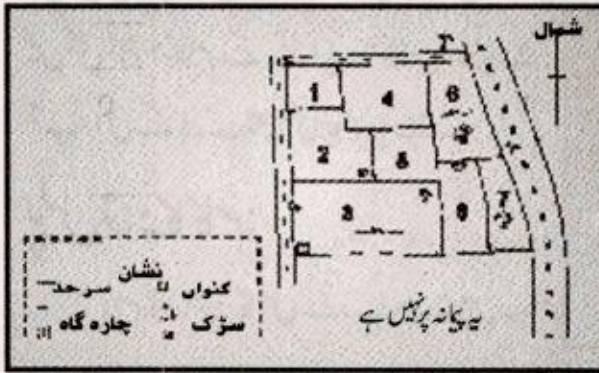 شمال
1 4 6
2 5
3 8 7
نشان
سرحد کنواں
چارہ گاہ سڑک
یہ پیمانہ پر نہیں ہے